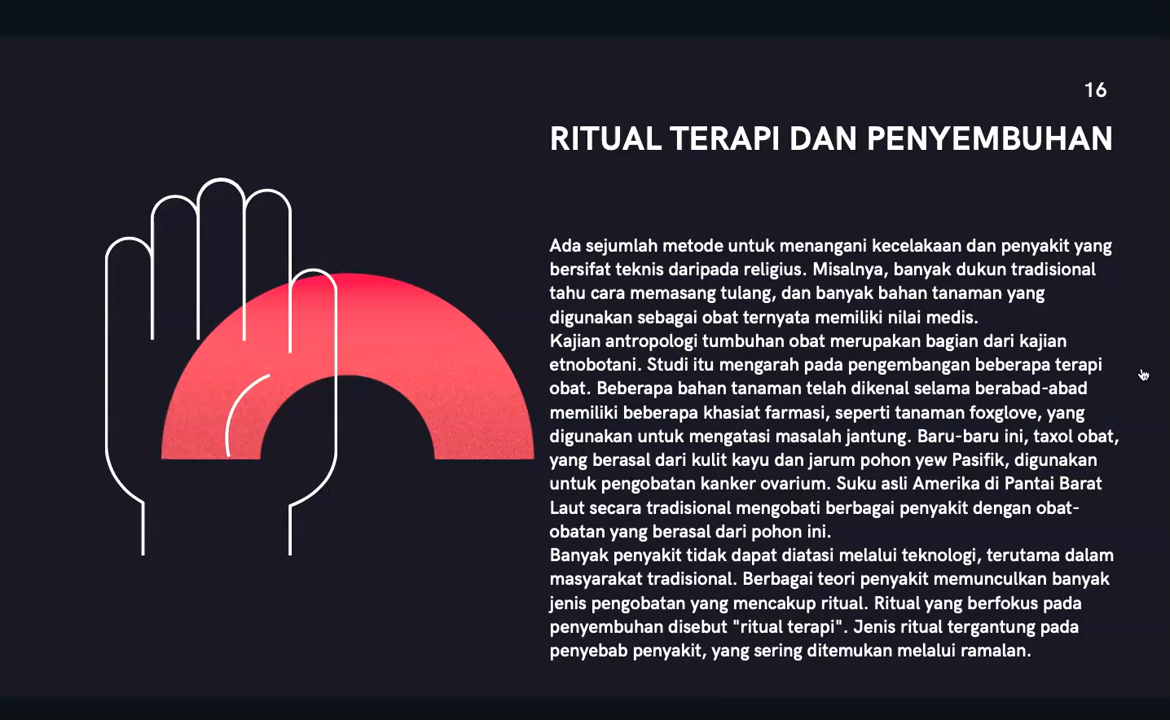 16
RITUAL TERAPI DAN PENYEMBUHAN
Ada sejumlah metode untuk menangani kecelakaan dan penyakit yang
bersifat teknis daripada religius. Misalnya, banyak dukun tradisional
tahu cara memasang tulang, dan banyak bahan tanaman yang
digunakan sebagai obat ternyata memiliki nilai medis.
Kajian antropologi tumbuhan obat merupakan bagian dari kajian
etnobotani. Studi itu mengarah pada pengembangan beberapa terapi
obat. Beberapa bahan tanaman telah dikenal selama berabad-abad
memiliki beberapa khasiat farmasi, seperti tanaman foxglove, yang
digunakan untuk mengatasi masalah jantung. Baru-baru ini, taxol obat,
yang berasal dari kulit kayu dan jarum pohon yew Pasifik, digunakan
untuk pengobatan kanker ovarium. Suku asli Amerika di Pantai Barat
Laut secara tradisional mengobati berbagai penyakit dengan obat-
obatan yang berasal dari pohon ini.
Banyak penyakit tidak dapat diatasi melalui teknologi, terutama dalam
masyarakat tradisional. Berbagai teori penyakit memunculkan banyak
jenis pengobatan yang mencakup ritual. Ritual yang berfokus pada
penyembuhan disebut "ritual terapi". Jenis ritual tergantung pada
penyebab penyakit, yang sering ditemukan melalui ramalan.